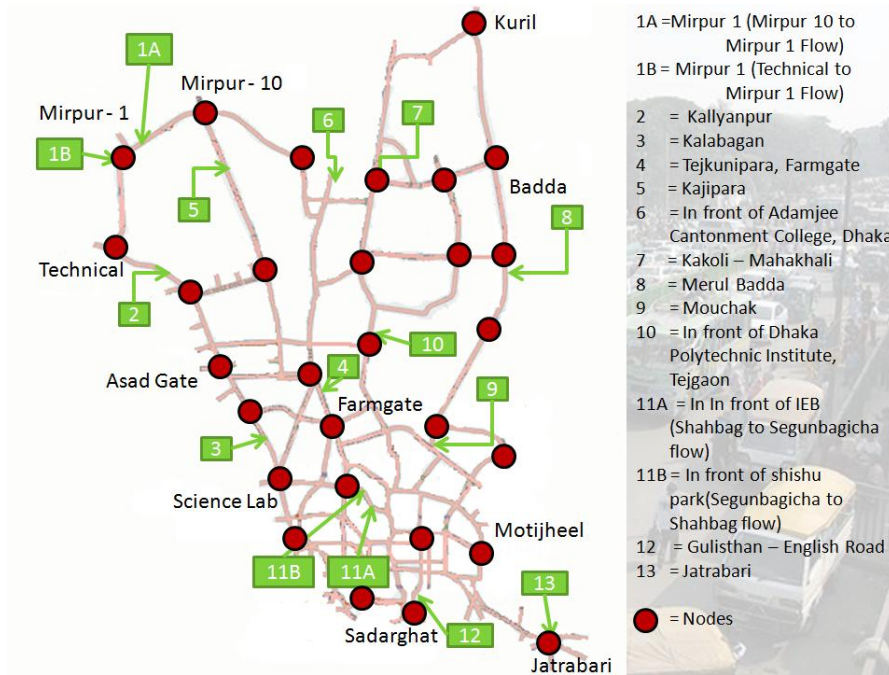 Kuril
1A
Mirpur - 10
Mirpur - 1
6
7
1B
Badda
5
8
Technical
2
10
4
Asad Gate
9
Farmgate
3
Science Lab
Motijheel
11B
11A
13
12
Sadarghat
Jatrabari
1A =Mirpur 1 (Mirpur 10 to
Mirpur 1 Flow)
1B = Mirpur 1 (Technical to
Mirpur 1 Flow)
2 = Kallyanpur
3 = Kalabagan
4 = Tejkunipara, Farmgate
5 = Kajipara
6 = In front of Adamjee
Cantonment College, Dhaka
7 = Kakoli – Mahakhali
8 = Merul Badda
9 = Mouchak
10 = In front of Dhaka
Polytechnic Institute,
Tejgaon
11A = In In front of IEB
(Shahbag to Segunbagicha
flow)
11B = In front of shishu
park(Segunbagicha to
Shahbag flow)
12 = Gulisthan – English Road
13 = Jatrabari
= Nodes